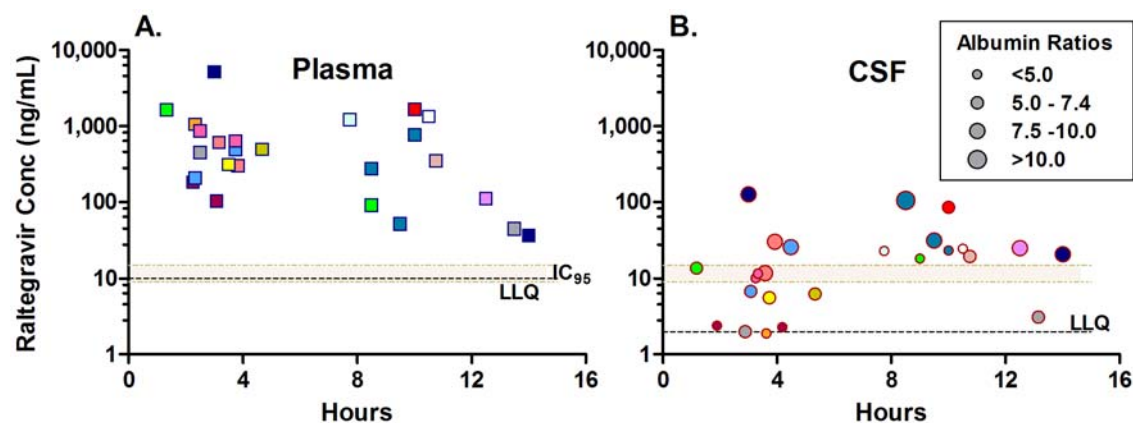 A.
Plasma
Raltegravir Conc (ng/mL)
10,000
1,000
100
10
1
IC95
LLQ
0
4
8
12
16
Hours
B.
CSF
10,000
1,000
100
10
1
LLQ
0
4
8
12
16
Hours
Albumin Ratios
<5.0
5.0 - 7.4
7.5 -10.0
>10.0